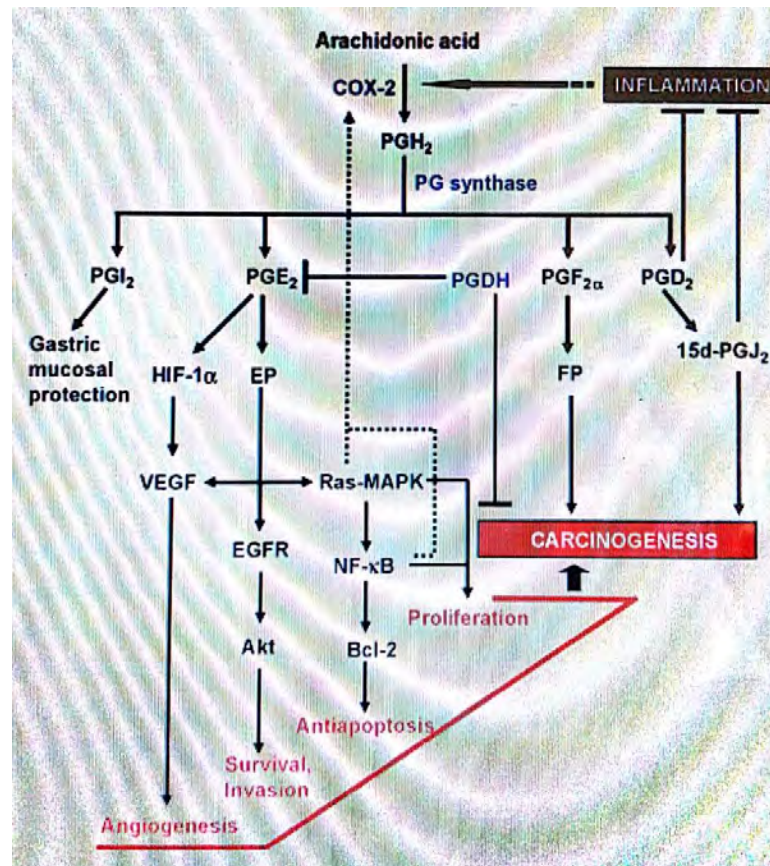 Arachidonic acid
COX-2
INFLAMMATION
PGH₂
PG synthase
PGI₂
PGE₂
PGDH
PGF₂α
PGD₂
Gastric
mucosal
protection
HIF-1α
EP
FP
15d-PGJ₂
VEGF
Ras-MAPK
EGFR
NF-κB
CARCINOGENESIS
Proliferation
Akt
Bcl-2
Antiapoptosis
Survival,
Invasion
Angiogenesis